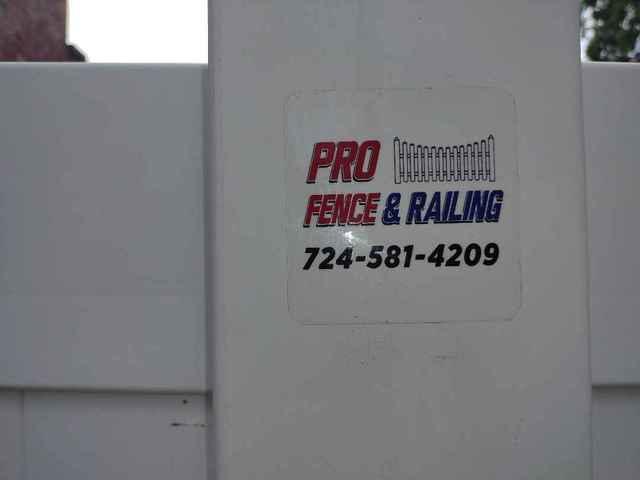 PRO
FENCE & RAILING
724-581-4209